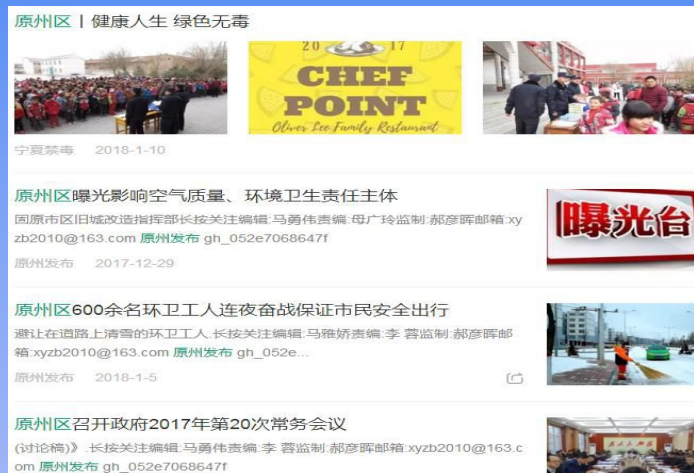 原州区丨健康人生 绿色无毒
20 17
CHEF
POINT
Oliver Lee Family Restaurant
宁夏禁毒 2018-1-10
原州区曝光影响空气质量、环境卫生责任主体
固原市区旧城改造指挥部长按关注编辑:马勇伟责编:母广玲监制:郝彦晖邮箱:xy
zb2010@163.com 原州发布 gh_052e7068647f
原州发布 2017-12-29
曝光台
原州区600余名环卫工人连夜奋战保证市民安全出行
避让在道路上清雪的环卫工人.长按关注编辑:马雅娇责编:李 蓉监制:郝彦晖邮
箱:xyzb2010@163.com 原州发布 gh_052e...
原州发布 2018-1-5
原州区召开政府2017年第20次常务会议
(讨论稿)》.长按关注编辑:马勇伟责编:李 蓉监制:郝彦晖邮箱:xyzb2010@163.c
om 原州发布 gh_052e7068647f